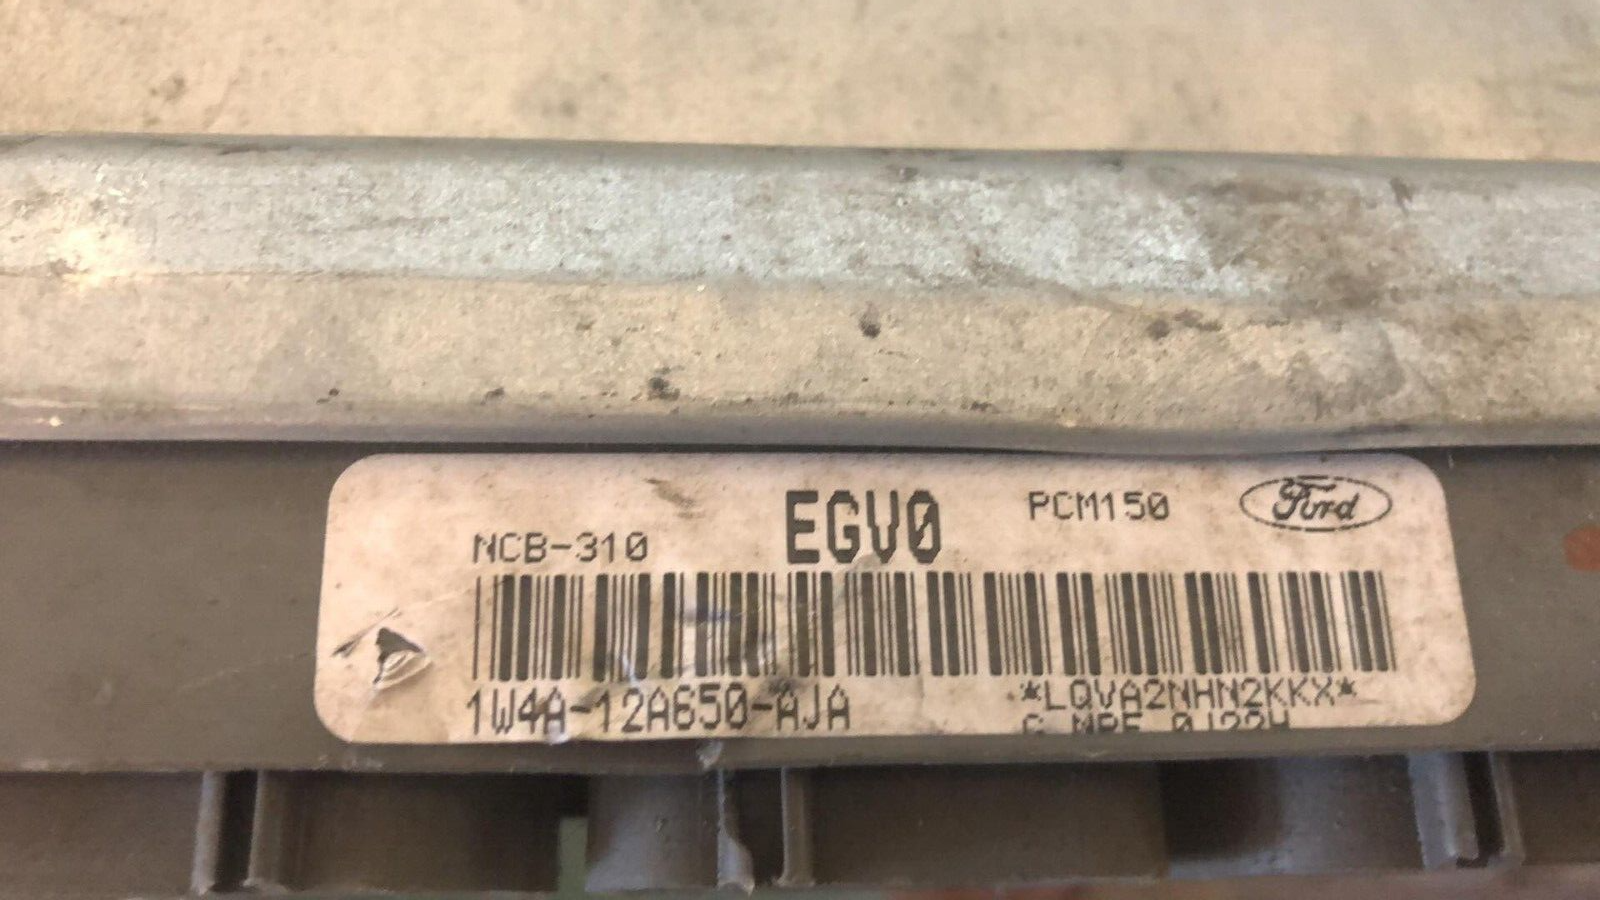 NCB-310 EGV0 PCM150 Ford
1W4A-12A650-AJA *LQVA2NHN2KKX*